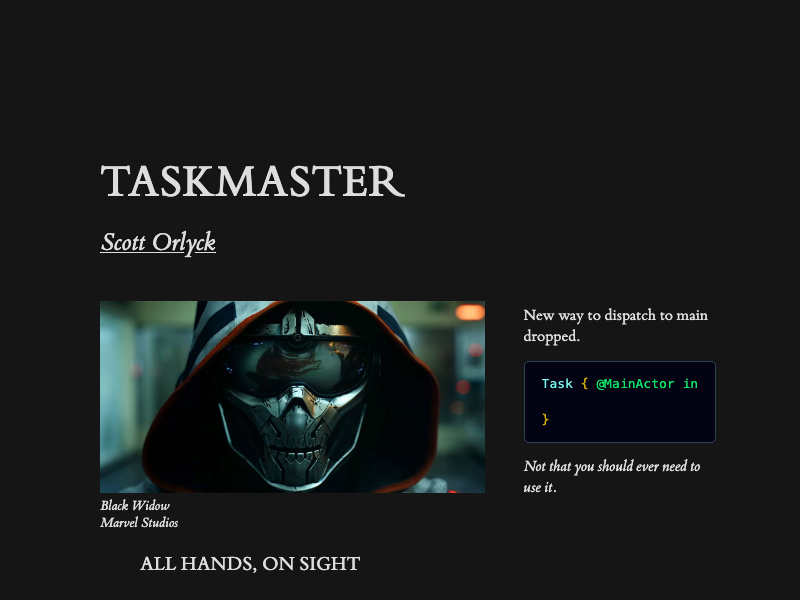 TASKMASTER
Scott Orlyck
New way to dispatch to main
dropped.
Task { @MainActor in
}
Not that you should ever need to
use it.
Black Widow
Marvel Studios
ALL HANDS, ON SIGHT